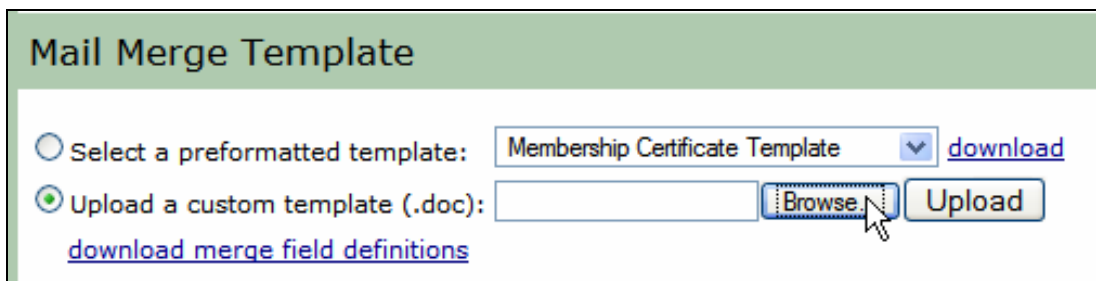 Mail Merge Template
Select a preformatted template: Membership Certificate Template download
Upload a custom template (.doc): Browse... Upload
download merge field definitions